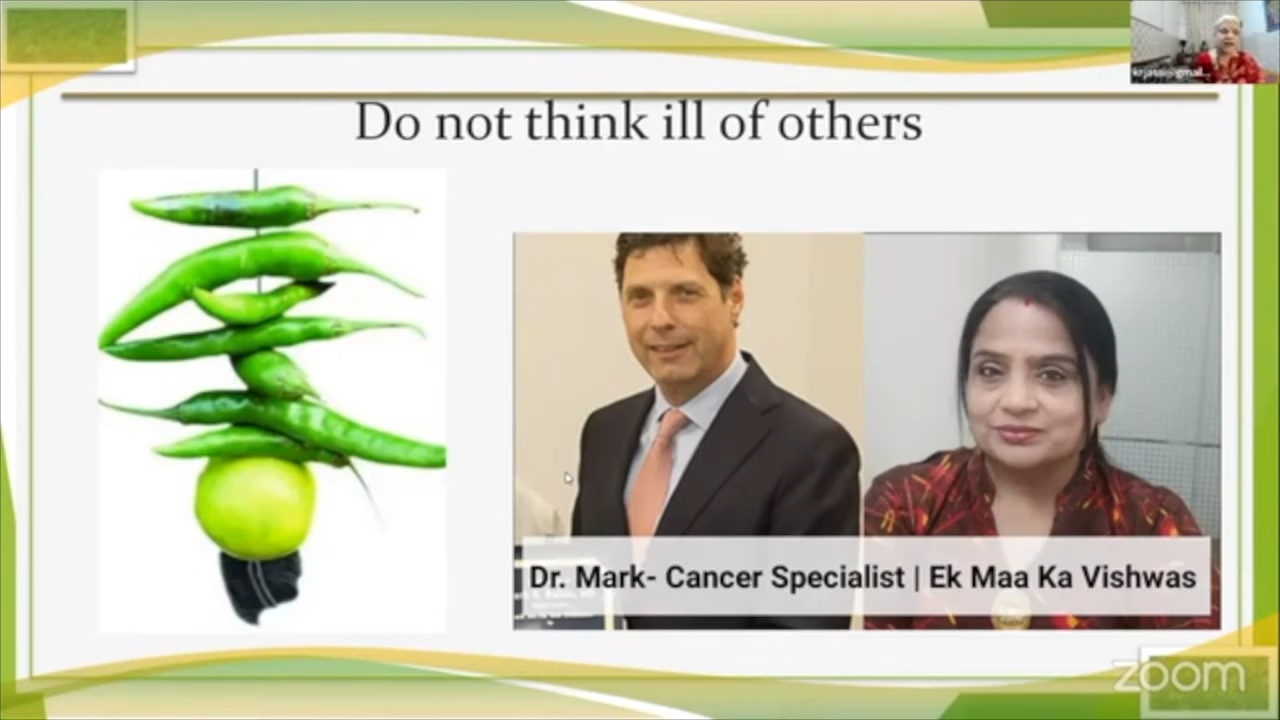 Do not think ill of others
Dr. Mark- Cancer Specialist | Ek Maa Ka Vishwas
zoom